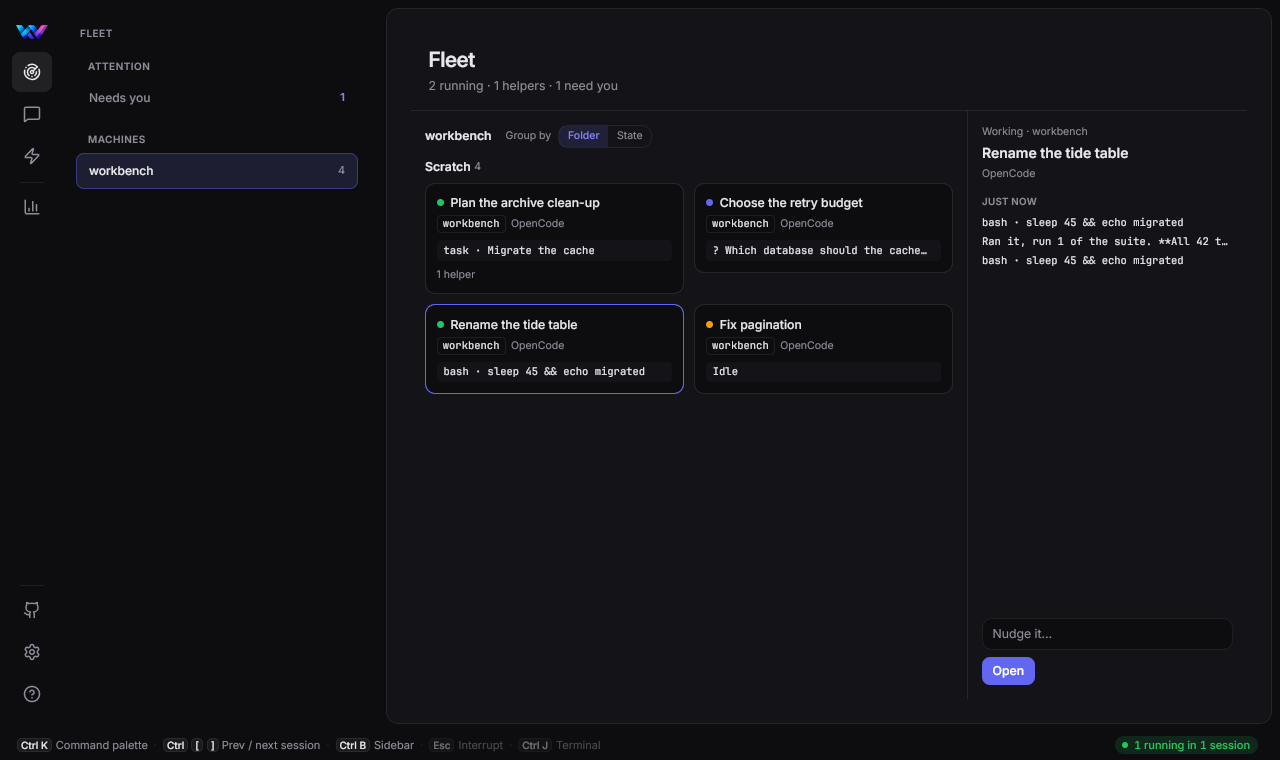 FLEET
ATTENTION
Needs you 1
MACHINES
workbench 4
Fleet
2 running · 1 helpers · 1 need you
workbench Group by Folder State
Scratch 4
Plan the archive clean-up
workbench OpenCode
task · Migrate the cache
1 helper
Choose the retry budget
workbench OpenCode
? Which database should the cache…
Rename the tide table
workbench OpenCode
bash · sleep 45 && echo migrated
Fix pagination
workbench OpenCode
Idle
Working · workbench
Rename the tide table
OpenCode
JUST NOW
bash · sleep 45 && echo migrated
Ran it, run 1 of the suite. **All 42 t…
bash · sleep 45 && echo migrated
Nudge it...
Open
Ctrl K Command palette · Ctrl [ ] Prev / next session · Ctrl B Sidebar · Esc Interrupt · Ctrl J Terminal
1 running in 1 session